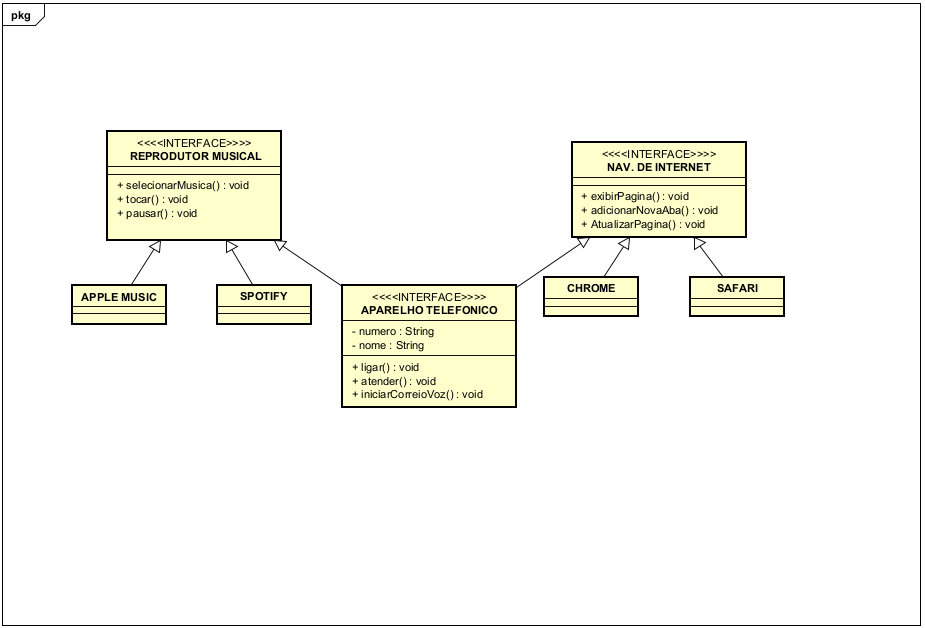 pkg
<<<<INTERFACE>>>>
REPRODUTOR MUSICAL
+ selecionarMusica() : void
+ tocar() : void
+ pausar() : void
<<<<INTERFACE>>>>
NAV. DE INTERNET
+ exibirPagina() : void
+ adicionarNovaAba() : void
+ AtualizarPagina() : void
APPLE MUSIC
SPOTIFY
<<<<INTERFACE>>>>
APARELHO TELEFONICO
- numero : String
- nome : String
+ ligar() : void
+ atender() : void
+ iniciarCorreioVoz() : void
CHROME
SAFARI